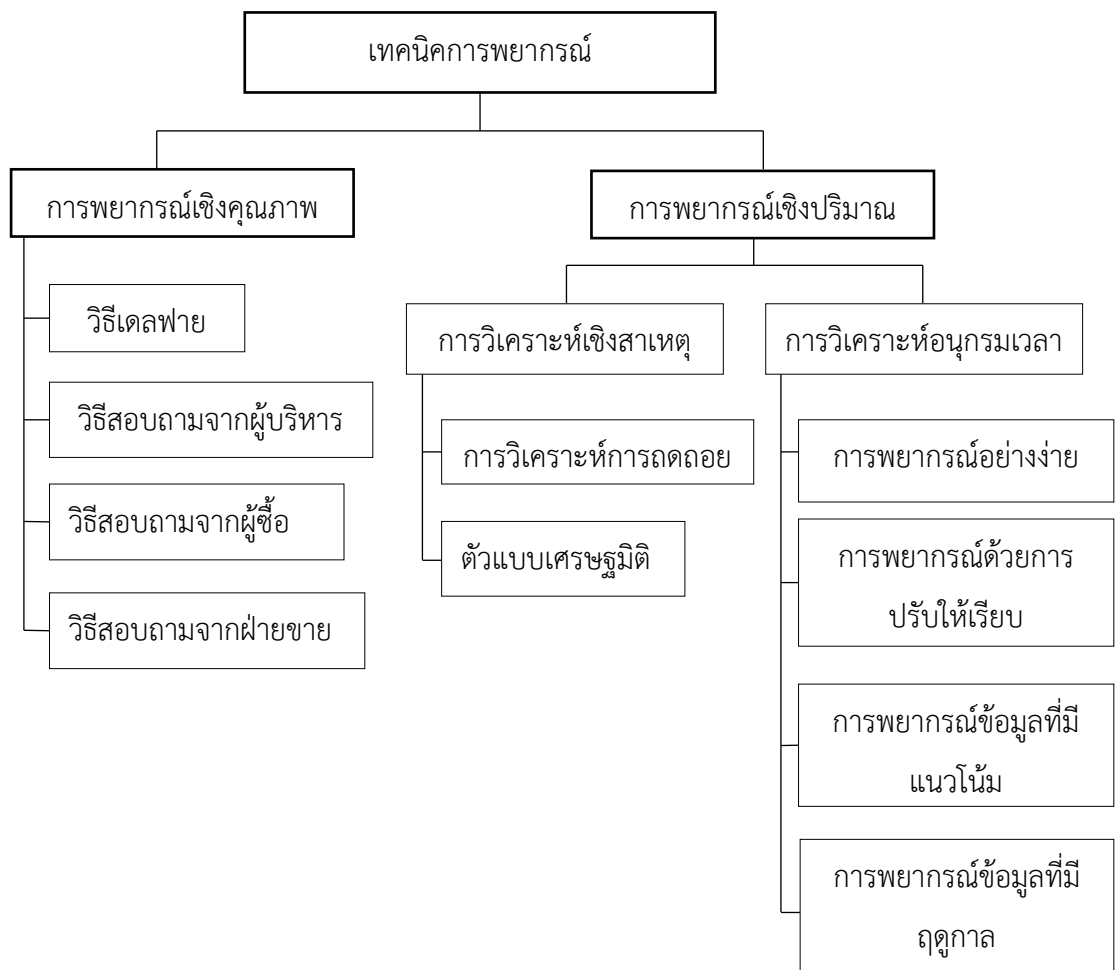 เทคนิคการพยากรณ์
การพยากรณ์เชิงคุณภาพ
การพยากรณ์เชิงปริมาณ
วิธีเดลฟาย
วิธีสอบถามจากผู้บริหาร
วิธีสอบถามจากผู้ซื้อ
วิธีสอบถามจากฝ่ายขาย
การวิเคราะห์เชิงสาเหตุ
การวิเคราะห์การถดถอย
ตัวแบบเศรษฐมิติ
การวิเคราะห์อนุกรมเวลา
การพยากรณ์อย่างง่าย
การพยากรณ์ด้วยการ
ปรับให้เรียบ
การพยากรณ์ข้อมูลที่มี
แนวโน้ม
การพยากรณ์ข้อมูลที่มี
ฤดูกาล